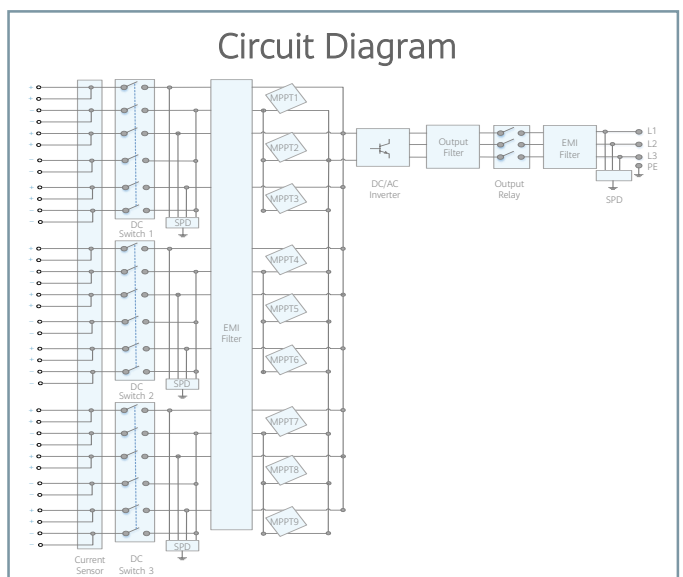 Circuit Diagram
MPPT1
MPPT2
MPPT3
SPD
DC
Switch 1
MPPT4
MPPT5
MPPT6
EMI
Filter
SPD
DC
Switch 2
MPPT7
MPPT8
MPPT9
SPD
Current
Sensor
DC
Switch 3
DC/AC
Inverter
Output
Filter
Output
Relay
EMI
Filter
L1
L2
L3
PE
SPD